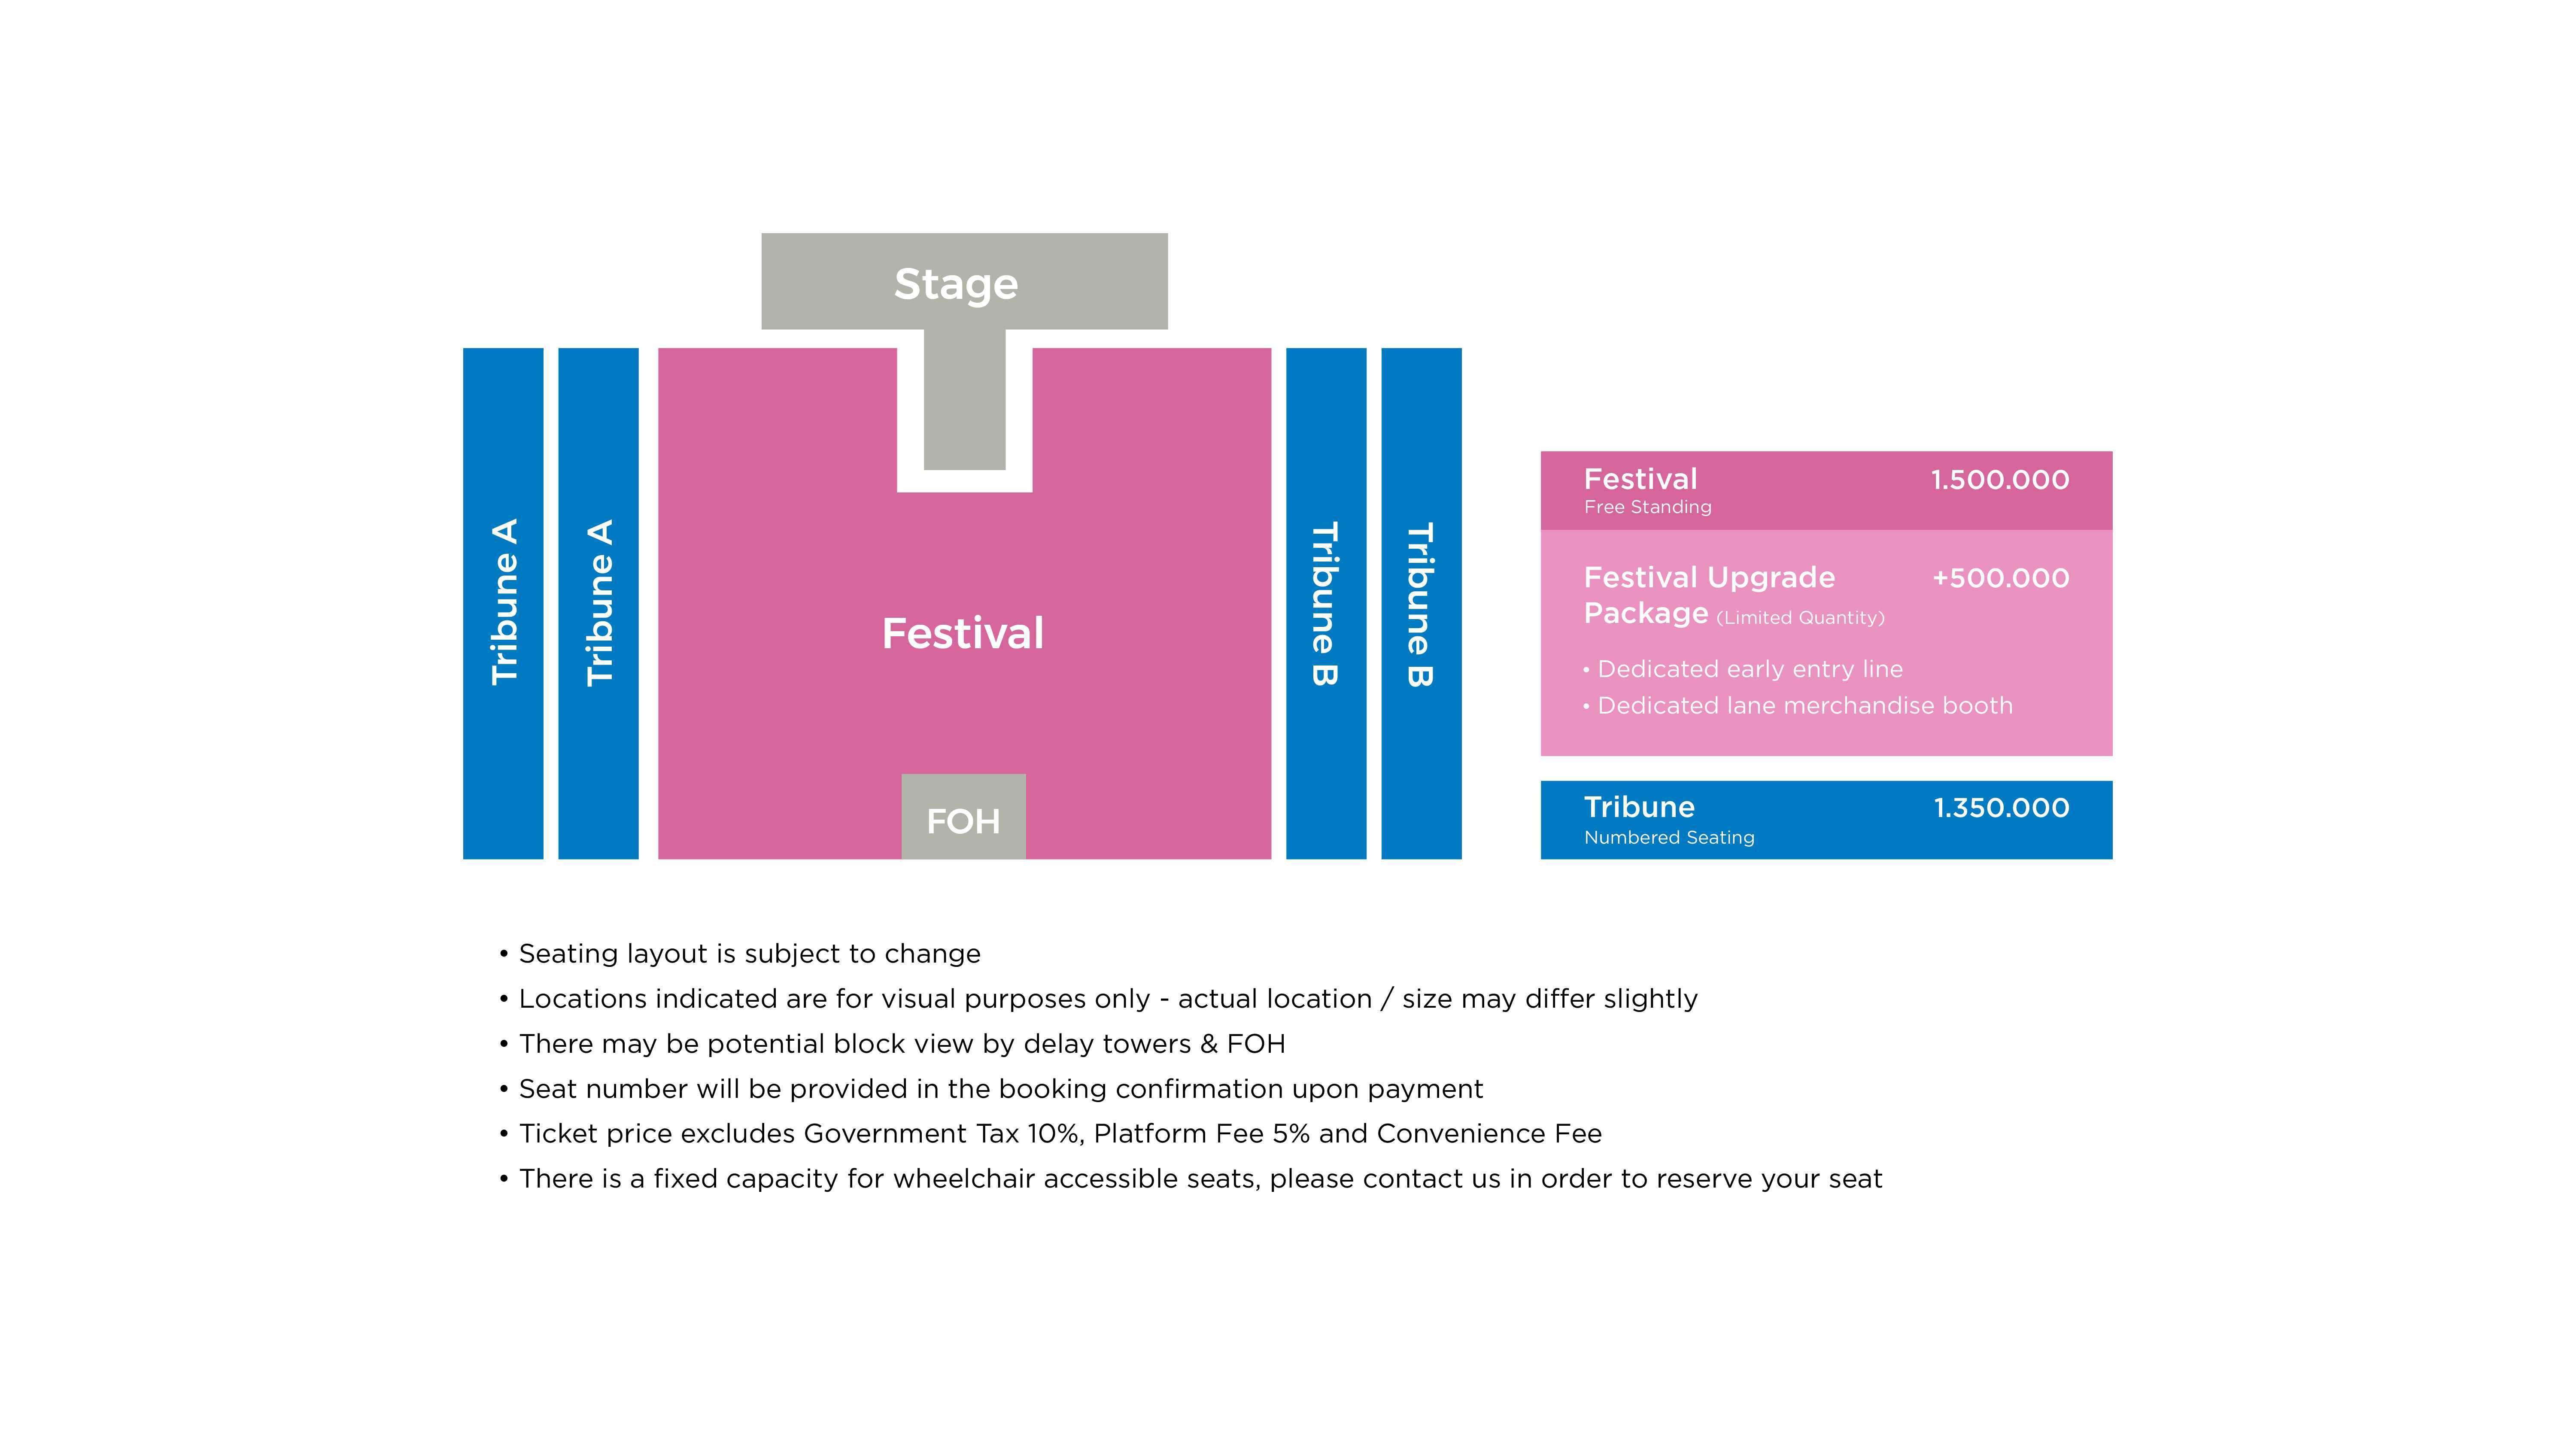 Stage
Tribune A
Tribune A
Festival
Tribune B
Tribune B
FOH
Festival 1.500.000
Free Standing
Festival Upgrade +500.000
Package (Limited Quantity)
• Dedicated early entry line
• Dedicated lane merchandise booth
Tribune 1.350.000
Numbered Seating
• Seating layout is subject to change
• Locations indicated are for visual purposes only - actual location / size may differ slightly
• There may be potential block view by delay towers & FOH
• Seat number will be provided in the booking confirmation upon payment
• Ticket price excludes Government Tax 10%, Platform Fee 5% and Convenience Fee
• There is a fixed capacity for wheelchair accessible seats, please contact us in order to reserve your seat